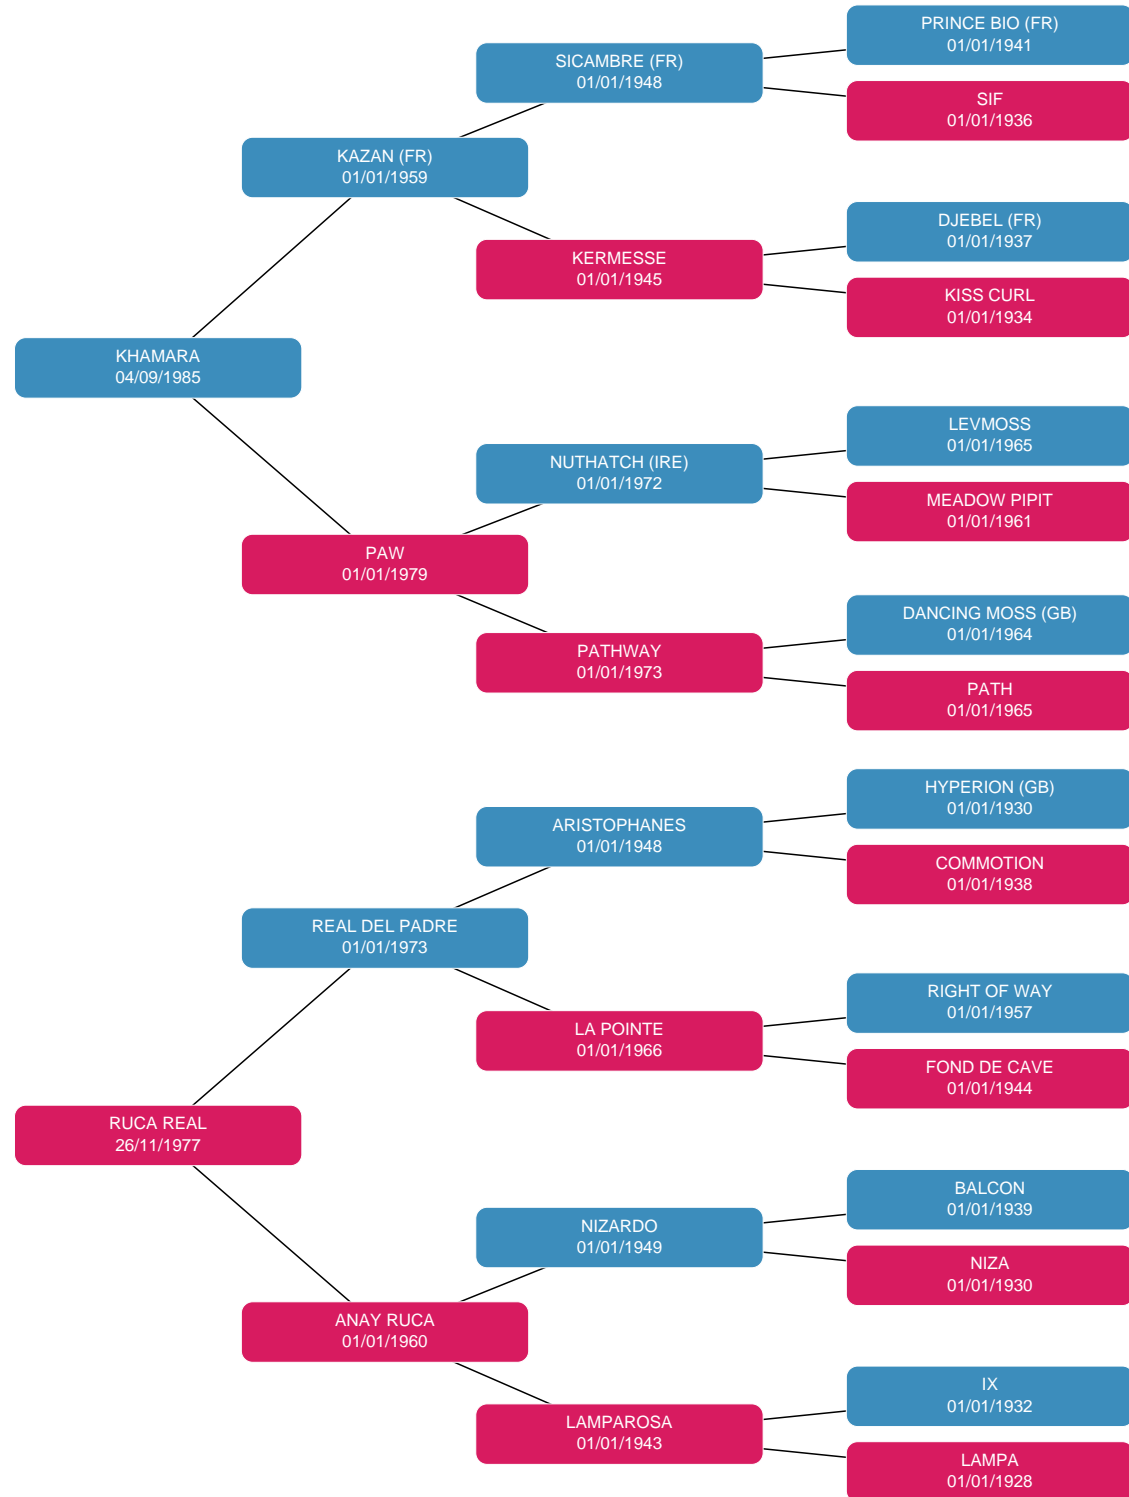 PRINCE BIO (FR)
01/01/1941
SICAMBRE (FR)
01/01/1948
SIF
01/01/1936
KAZAN (FR)
01/01/1959
DJEBEL (FR)
01/01/1937
KERMESSE
01/01/1945
KISS CURL
01/01/1934
KHAMARA
04/09/1985
LEVMOSS
01/01/1965
NUTHATCH (IRE)
01/01/1972
MEADOW PIPIT
01/01/1961
PAW
01/01/1979
DANCING MOSS (GB)
01/01/1964
PATHWAY
01/01/1973
PATH
01/01/1965
HYPERION (GB)
01/01/1930
ARISTOPHANES
01/01/1948
COMMOTION
01/01/1938
REAL DEL PADRE
01/01/1973
RIGHT OF WAY
01/01/1957
LA POINTE
01/01/1966
FOND DE CAVE
01/01/1944
RUCA REAL
26/11/1977
BALCON
01/01/1939
NIZARDO
01/01/1949
NIZA
01/01/1930
ANAY RUCA
01/01/1960
IX
01/01/1932
LAMPAROSA
01/01/1943
LAMPA
01/01/1928